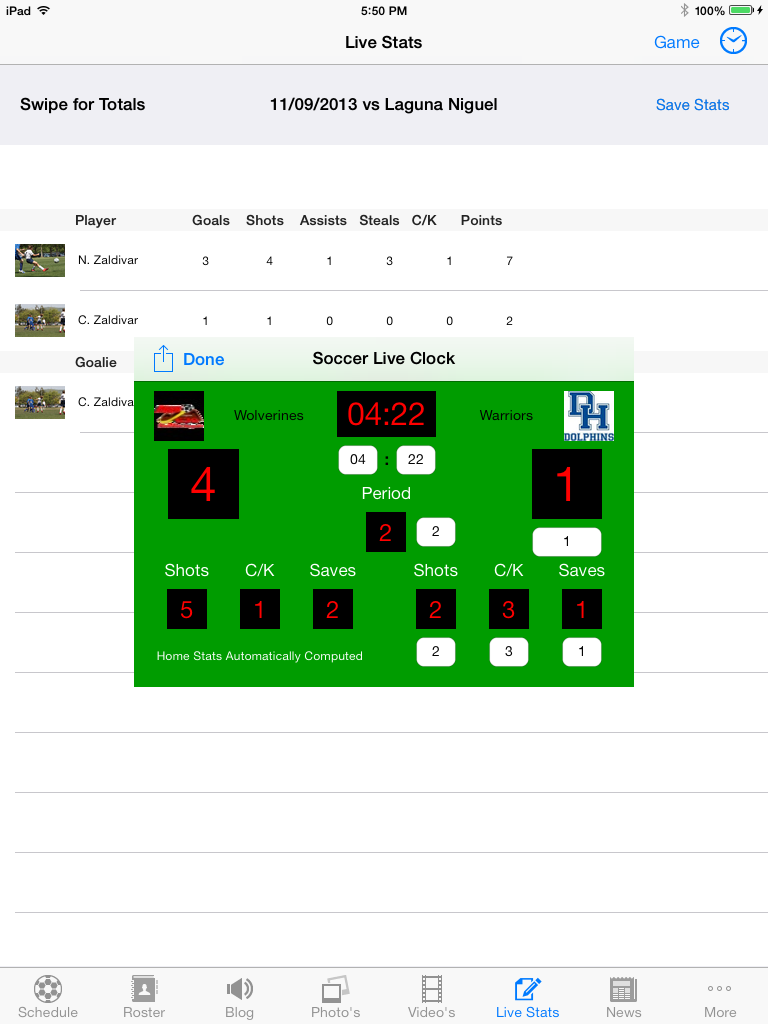 iPad 5:50 PM 100%
Live Stats Game
Swipe for Totals 11/09/2013 vs Laguna Niguel Save Stats
Player Goals Shots Assists Steals C/K Points
N. Zaldivar 3 4 1 3 1 7
C. Zaldivar 1 1 0 0 0 2
Goalie
C. Zaldiva
Done Soccer Live Clock
Wolverines 04:22 Warriors
DH
DOLPHINS
04 : 22
4 1
Period
2 2
1
Shots C/K Saves Shots C/K Saves
5 1 2 2 3 1
Home Stats Automatically Computed 2 3 1
Schedule Roster Blog Photo's Video's Live Stats News More